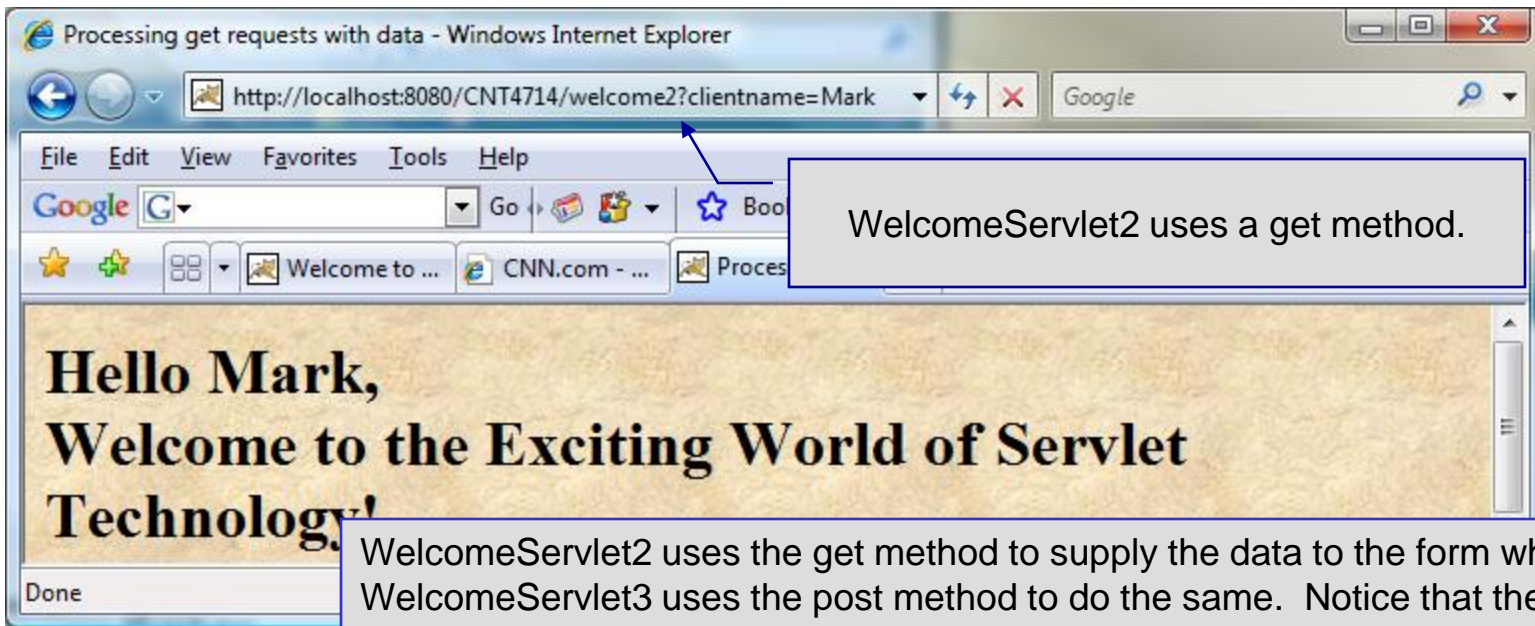 Processing get requests with data - Windows Internet Explorer
http://localhost:8080/CNT4714/welcome2?clientname=Mark
Google
File Edit View Favorites Tools Help
Google G Go
WelcomeServlet2 uses a get method.
Welcome to ... CNN.com - ...
Hello Mark,
Welcome to the Exciting World of Servlet
Technology!
WelcomeServlet2 uses the get method to supply the data to the form
Done
WelcomeServlet3 uses the post method to do the same. Notice that the